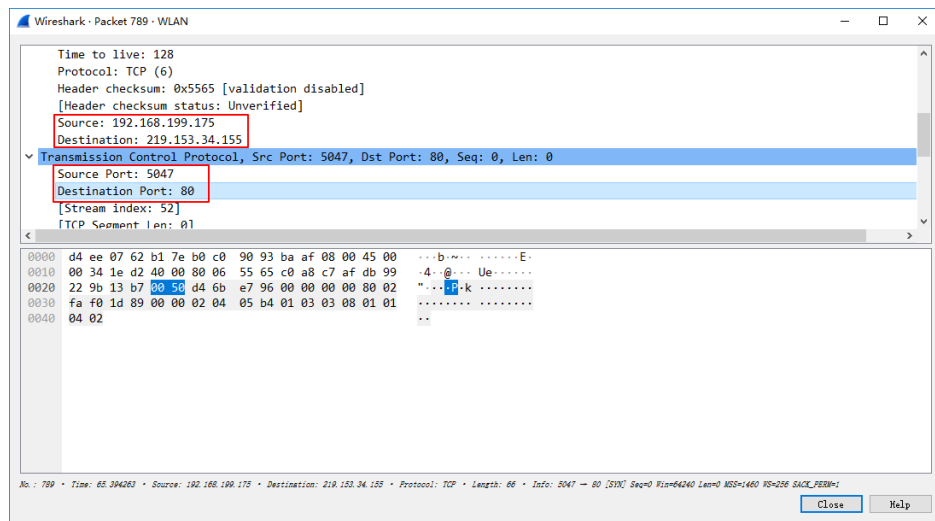 Wireshark · Packet 789 · WLAN
Time to live: 128
Protocol: TCP (6)
Header checksum: 0x5565 [validation disabled]
[Header checksum status: Unverified]
Source: 192.168.199.175
Destination: 219.153.34.155
Transmission Control Protocol, Src Port: 5047, Dst Port: 80, Seq: 0, Len: 0
Source Port: 5047
Destination Port: 80
[Stream index: 52]
[TCP Segment Len: 0]
0000 d4 ee 07 62 b1 7e b0 c0 90 93 ba af 08 00 45 00 ···b·~·· ······E·
0010 00 34 1e d2 40 00 80 06 55 65 c0 a8 c7 af db 99 ·4··@··· Ue······
0020 22 9b 13 b7 00 50 d4 6b e7 96 00 00 00 00 80 02 "····P·k ········
0030 fa f0 1d 89 00 00 02 04 05 b4 01 03 03 08 01 01 ········ ········
0040 04 02 ··
No.: 789 · Time: 65.394263 · Source: 192.168.199.175 · Destination: 219.153.34.155 · Protocol: TCP · Length: 66 · Info: 5047 → 80 [SYN] Seq=0 Win=64240 Len=0 MSS=1460 WS=256 SACK_PERM=1
Close Help